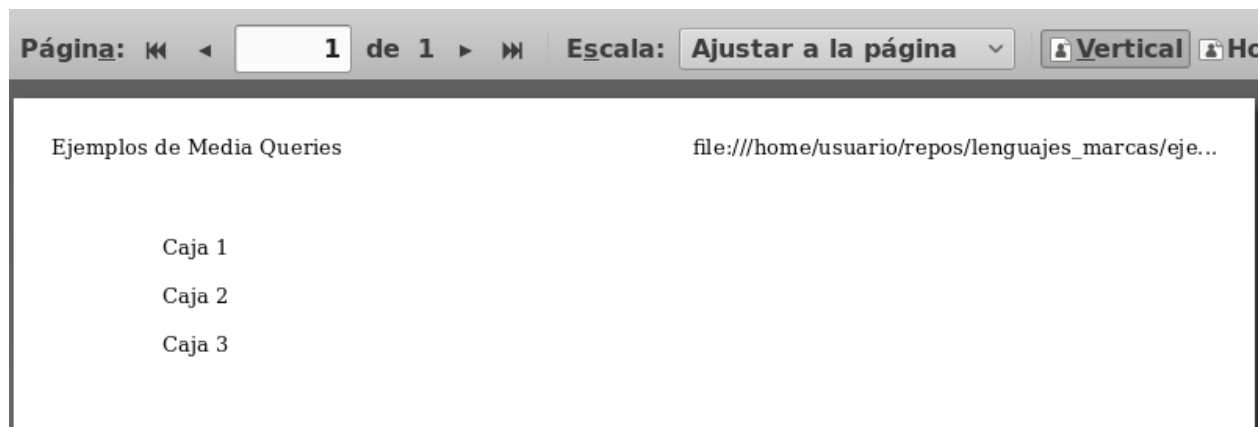 Página: 1 de 1 Escala: Ajustar a la página Vertical Ho
Ejemplos de Media Queries file:///home/usuario/repos/lenguajes_marcas/eje...
Caja 1
Caja 2
Caja 3